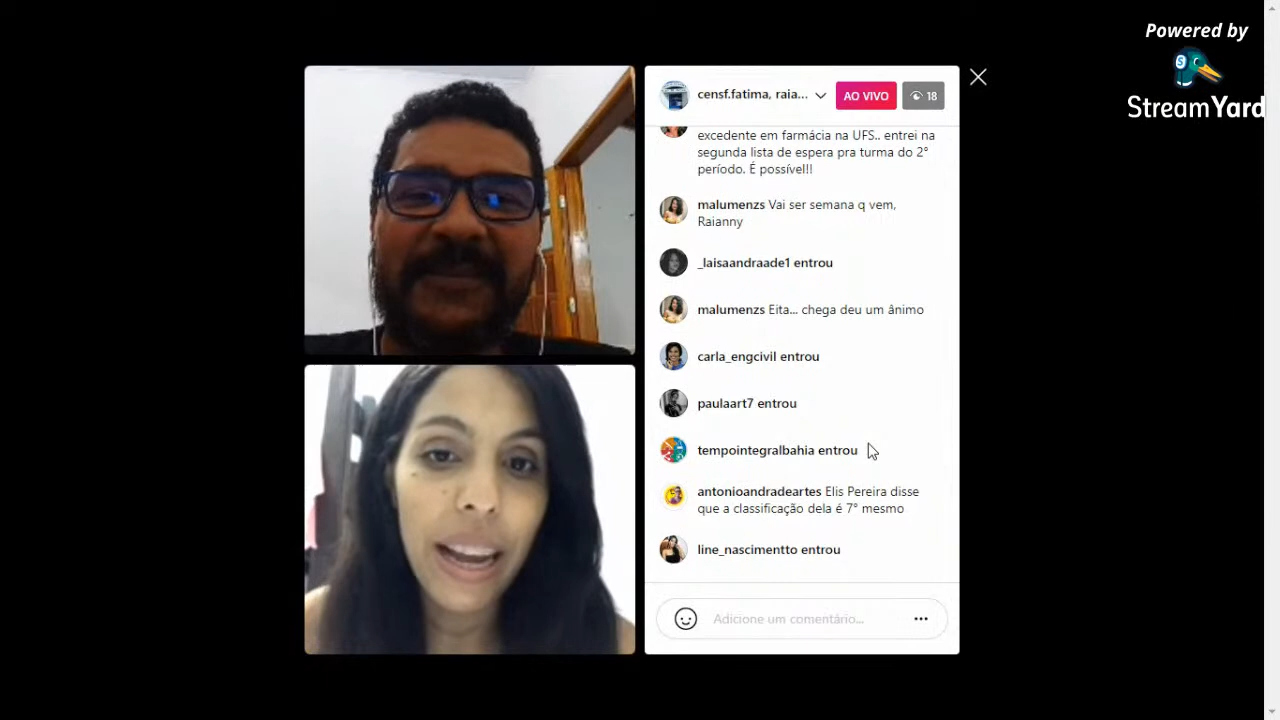 Powered by
StreamYard
censf.fatima, raia...
AO VIVO
18
excedente em farmácia na UFS.. entrei na
segunda lista de espera pra turma do 2°
período. É possível!!
malumenzs Vai ser semana q vem,
Raianny
_laisaandraade1 entrou
malumenzs Eita... chega deu um ânimo
carla_engcivil entrou
paulaart7 entrou
tempointegralbahia entrou
antonioandradeartes Elis Pereira disse
que a classificação dela é 7° mesmo
line_nascimentto entrou
Adicione um comentário...